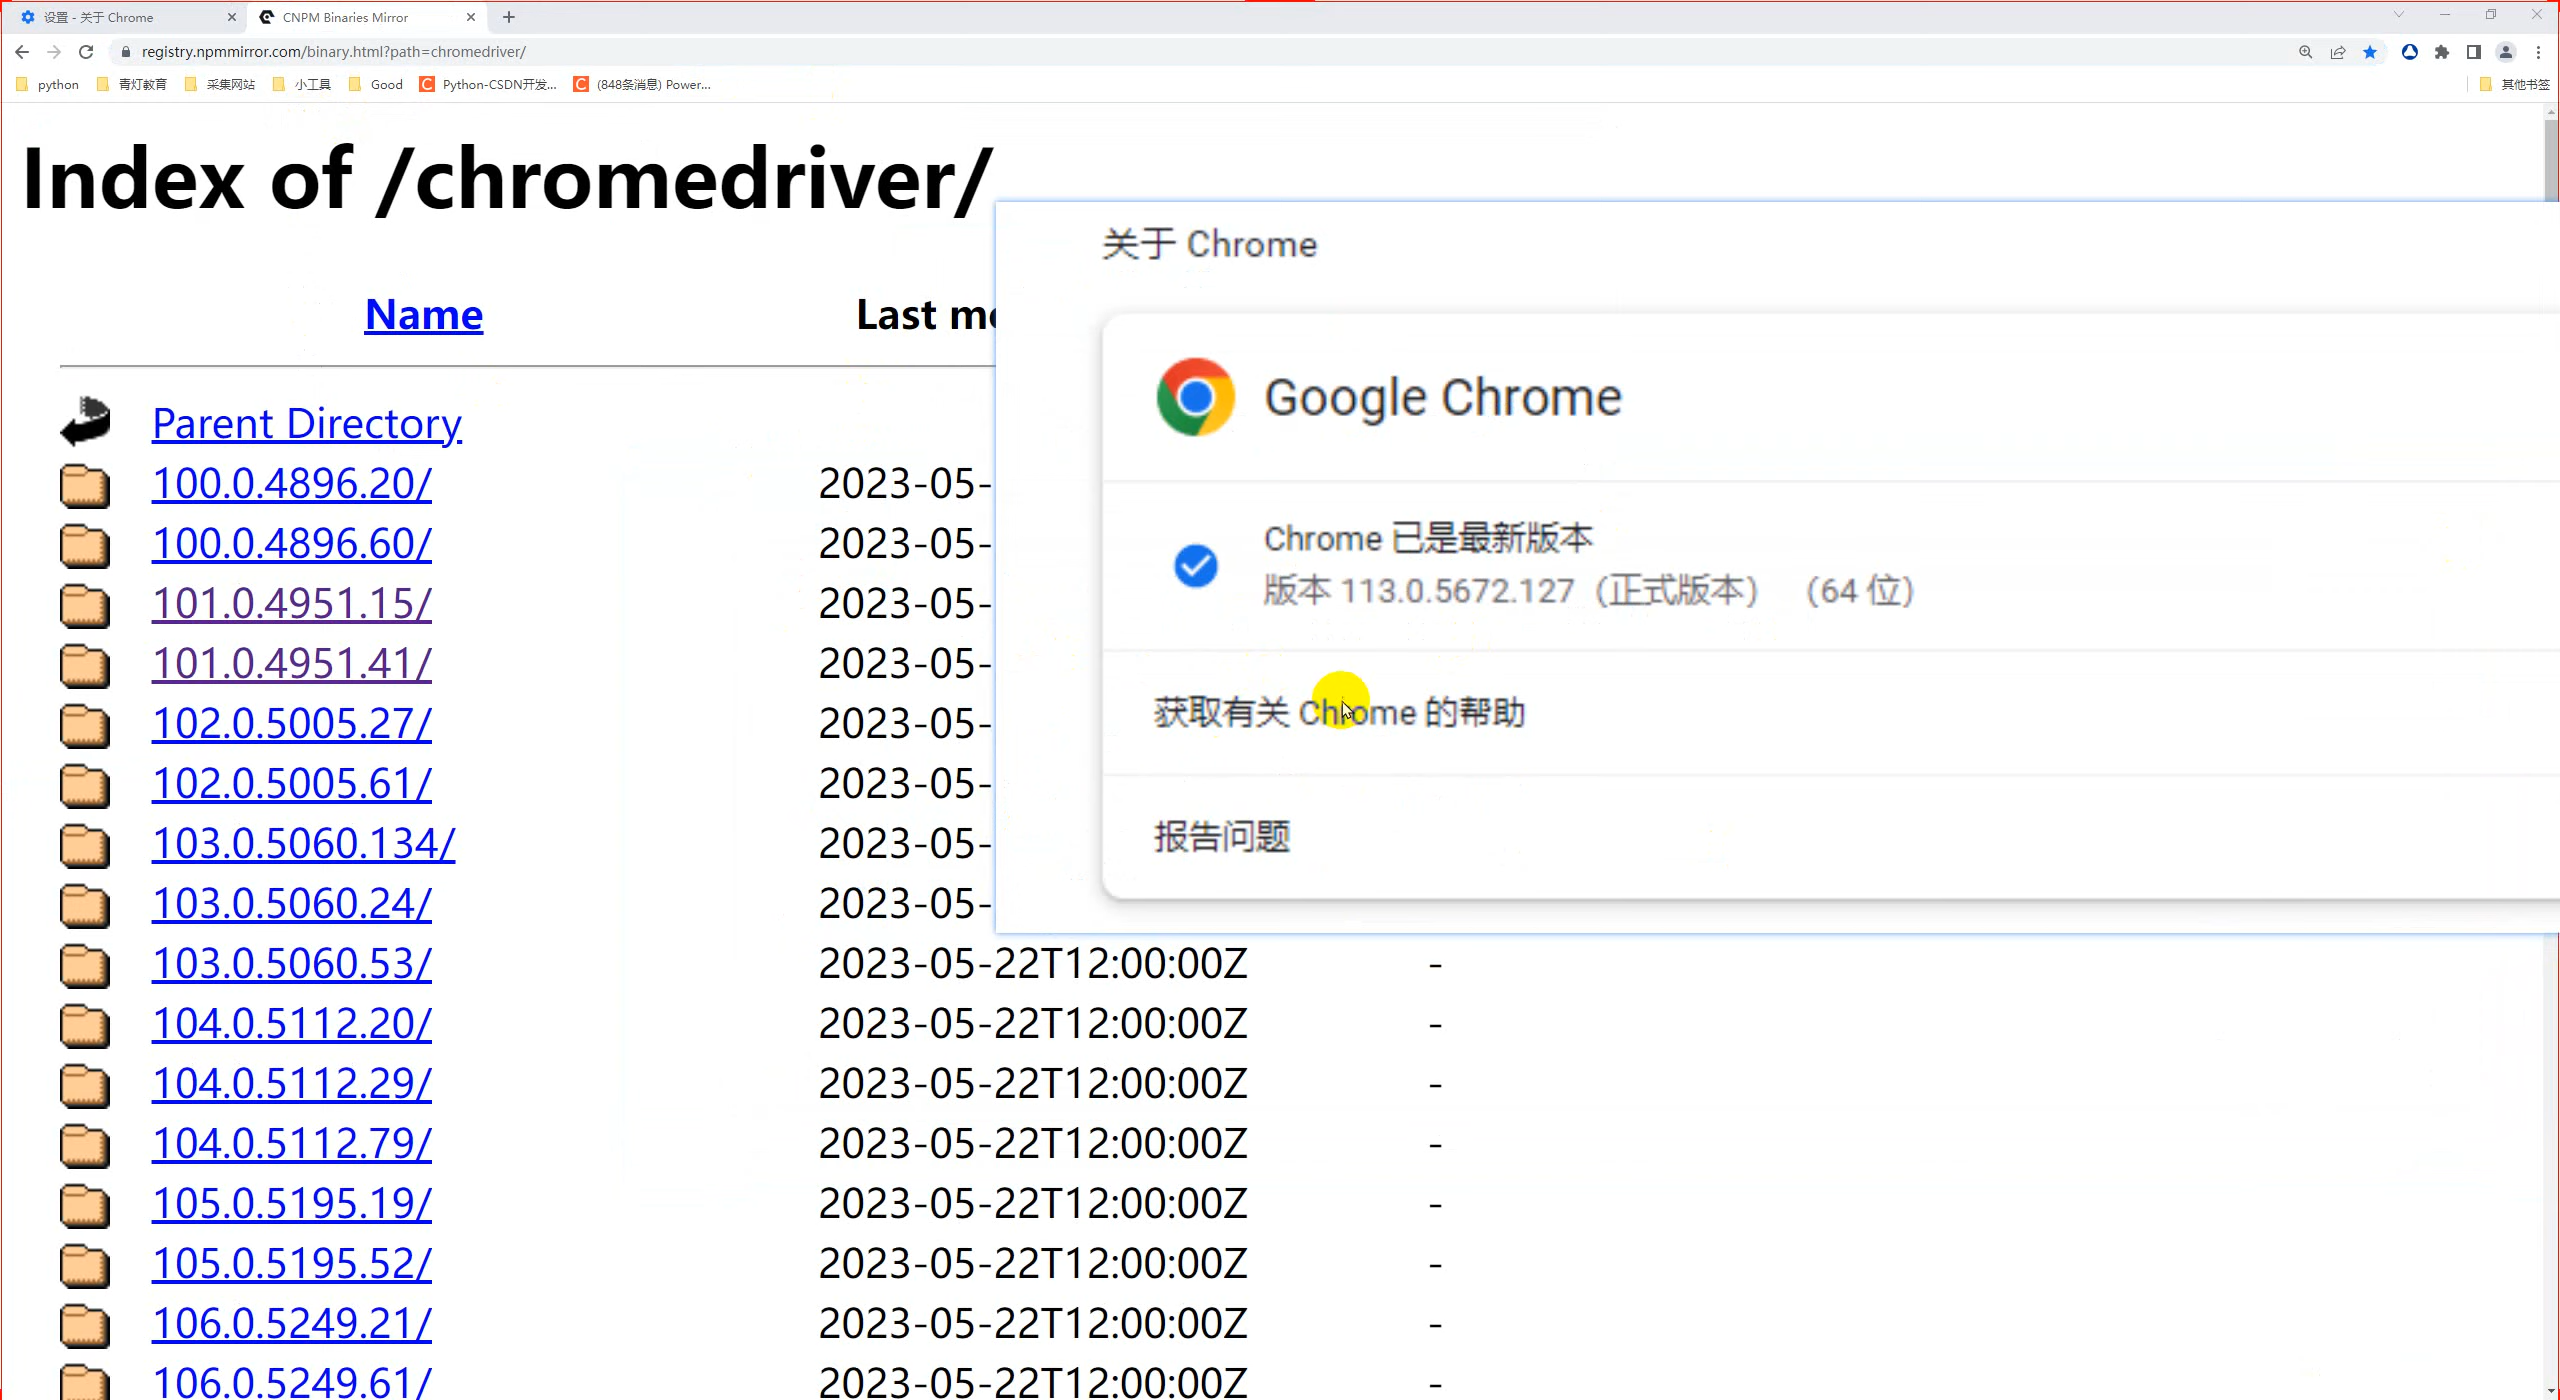 设置 - 关于 Chrome
CNPM Binaries Mirror
registry.npmmirror.com/binary.html?path=chromedriver/
python
青灯教育
采集网站
小工具
Good
Python-CSDN开发...
(848条消息) Power...
其他书签
Index of /chromedriver/
Name
Last m
Parent Directory
100.0.4896.20/ 2023-05-
100.0.4896.60/ 2023-05-
101.0.4951.15/ 2023-05-
101.0.4951.41/ 2023-05-
102.0.5005.27/ 2023-05-
102.0.5005.61/ 2023-05-
103.0.5060.134/ 2023-05-
103.0.5060.24/ 2023-05-
103.0.5060.53/ 2023-05-22T12:00:00Z -
104.0.5112.20/ 2023-05-22T12:00:00Z -
104.0.5112.29/ 2023-05-22T12:00:00Z -
104.0.5112.79/ 2023-05-22T12:00:00Z -
105.0.5195.19/ 2023-05-22T12:00:00Z -
105.0.5195.52/ 2023-05-22T12:00:00Z -
106.0.5249.21/ 2023-05-22T12:00:00Z -
106.0.5249.61/ 2023-05-22T12:00:00Z -
关于 Chrome
Google Chrome
Chrome 已是最新版本
版本 113.0.5672.127（正式版本） （64 位）
获取有关 Chrome 的帮助
报告问题